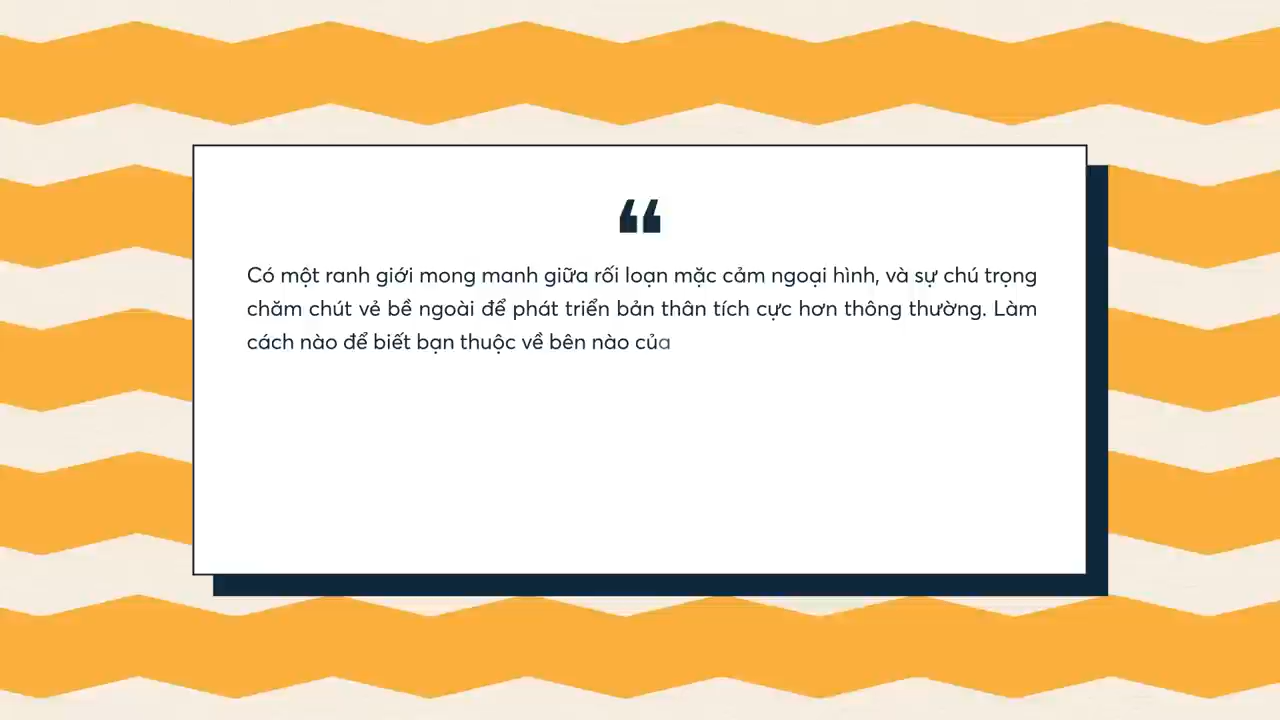 ❝
Có một ranh giới mong manh giữa rối loạn mặc cảm ngoại hình, và sự chú trọng
chăm chút vẻ bề ngoài để phát triển bản thân tích cực hơn thông thường. Làm
cách nào để biết bạn thuộc về bên nào của